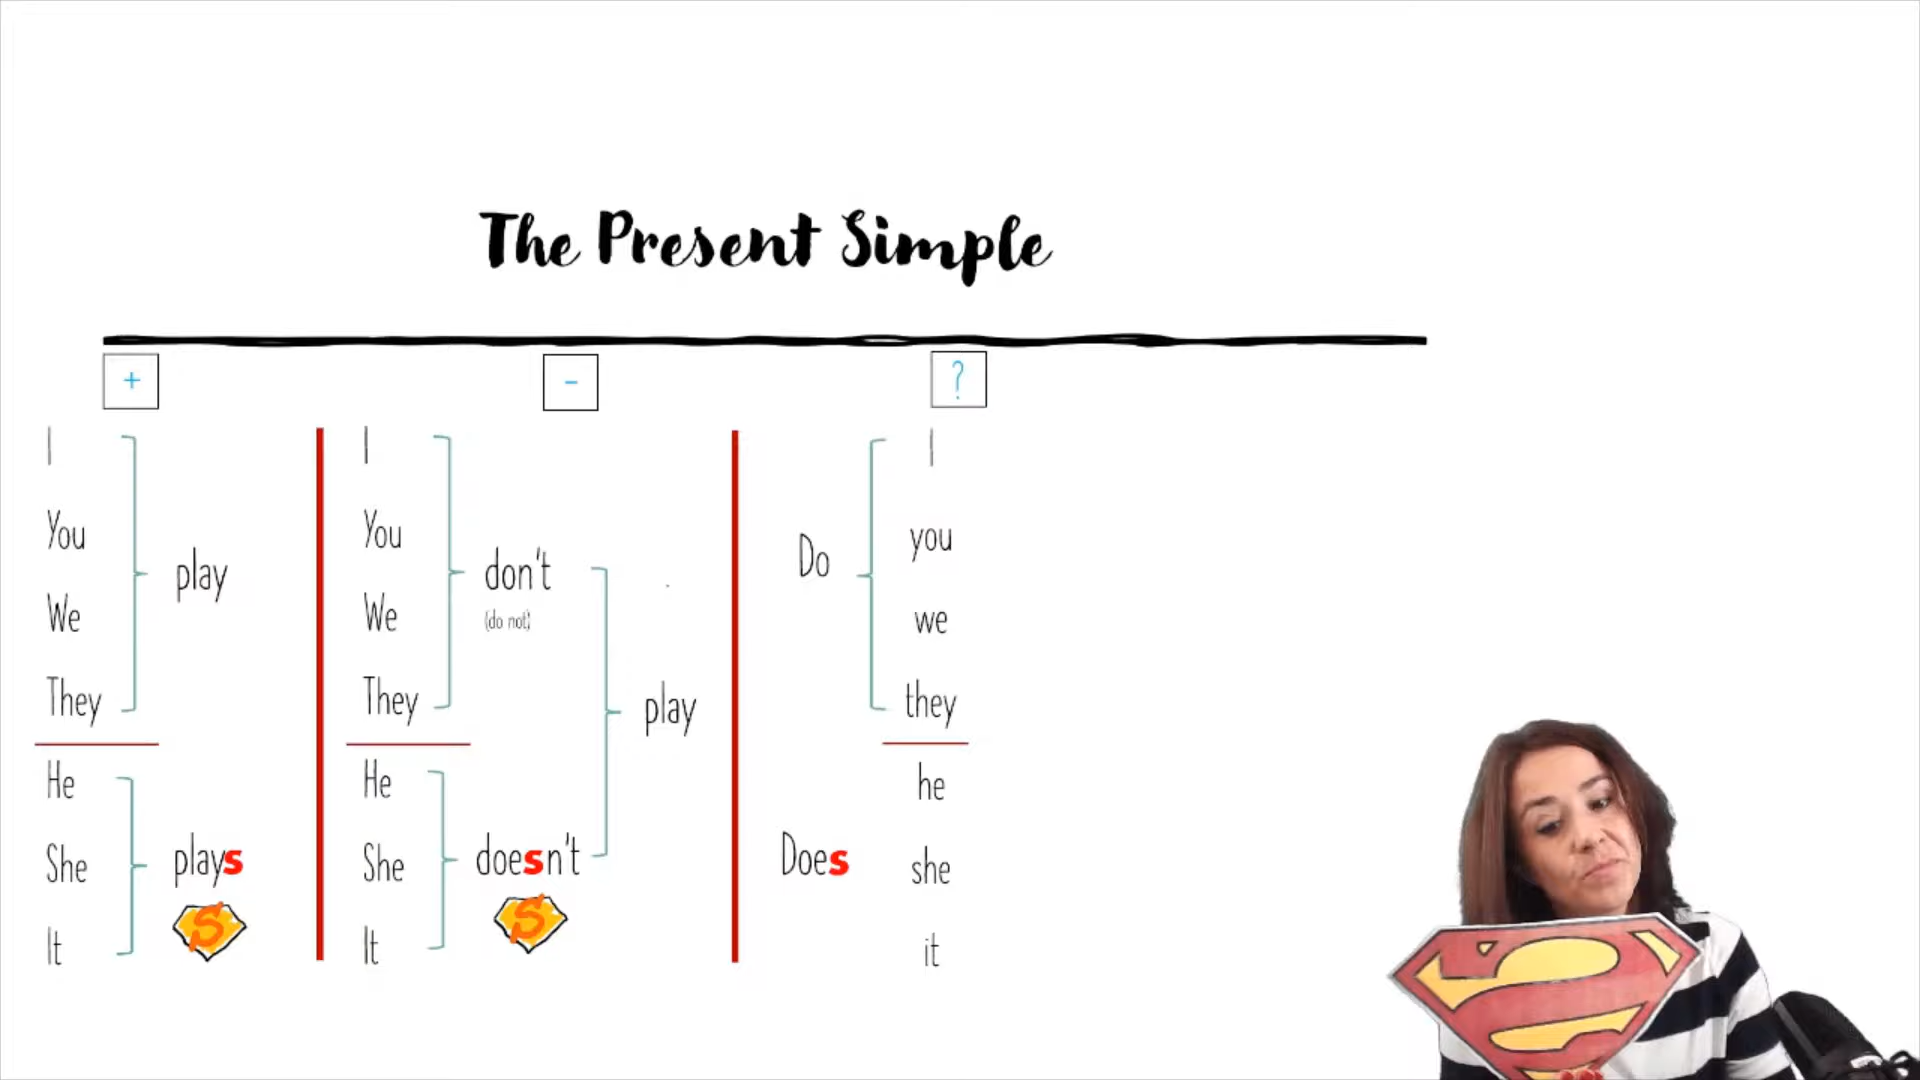 The Present Simple
+
-
?
I
You
We
They
play
He
She
It
plays
S
I
You
We
They
don't
(do not)
He
She
It
doesn't
S
play
Do
I
you
we
they
Does
he
she
it
S